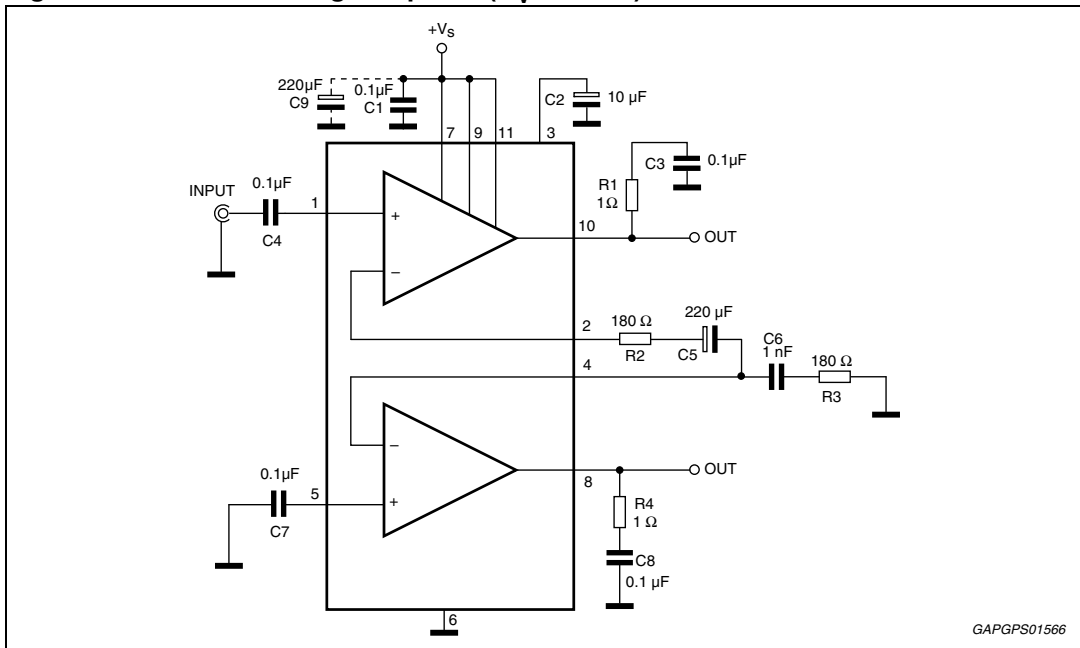 +Vs
220µF
C9
0.1µF
C1
C2
10 µF
7
9
11
3
C3
0.1µF
R1
1Ω
INPUT
0.1µF
C4
1
+
–
10
OUT
2
180 Ω
R2
220 µF
C5
C6
1 nF
180 Ω
R3
4
–
+
0.1µF
C7
5
8
OUT
R4
1 Ω
C8
0.1 µF
6
GAPGPS01566